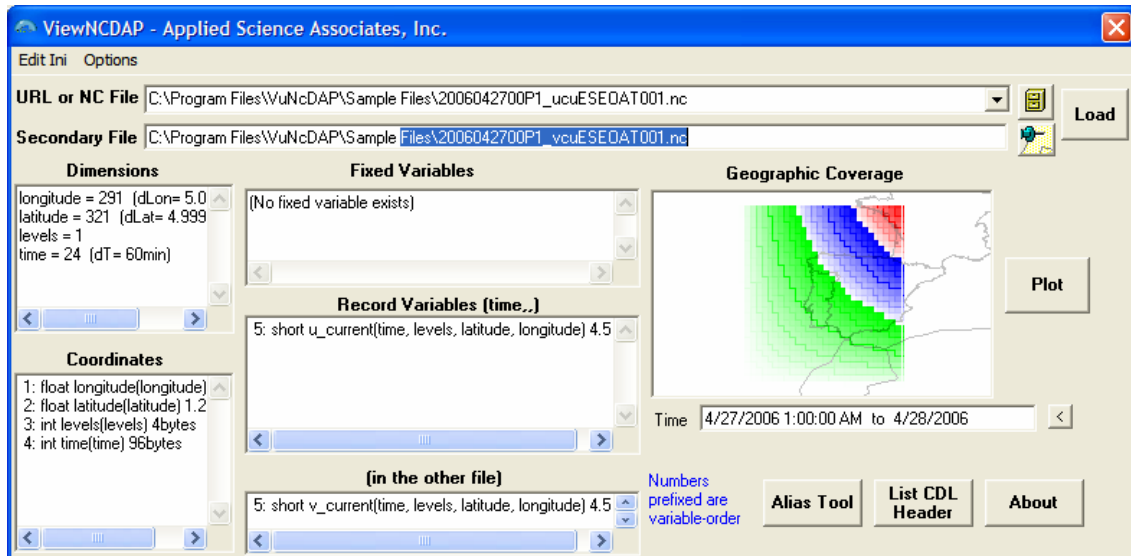 ViewNCDAP - Applied Science Associates, Inc.
Edit Ini Options
URL or NC File C:\Program Files\VuNcDAP\Sample Files\2006042700P1_ucuESEOAT001.nc
Load
Secondary File C:\Program Files\VuNcDAP\Sample Files\2006042700P1_vcuESEOAT001.nc
Dimensions
longitude = 291 (dLon= 5.0
latitude = 321 (dLat= 4.999
levels = 1
time = 24 (dT= 60min)
Fixed Variables
(No fixed variable exists)
Geographic Coverage
Plot
Record Variables (time,,)
5: short u_current(time, levels, latitude, longitude) 4.5
Coordinates
1: float longitude(longitude)
2: float latitude(latitude) 1.2
3: int levels(levels) 4bytes
4: int time(time) 96bytes
Time 4/27/2006 1:00:00 AM to 4/28/2006 <
(in the other file)
5: short v_current(time, levels, latitude, longitude) 4.5
Numbers
prefixed are
variable-order
Alias Tool
List CDL
Header
About